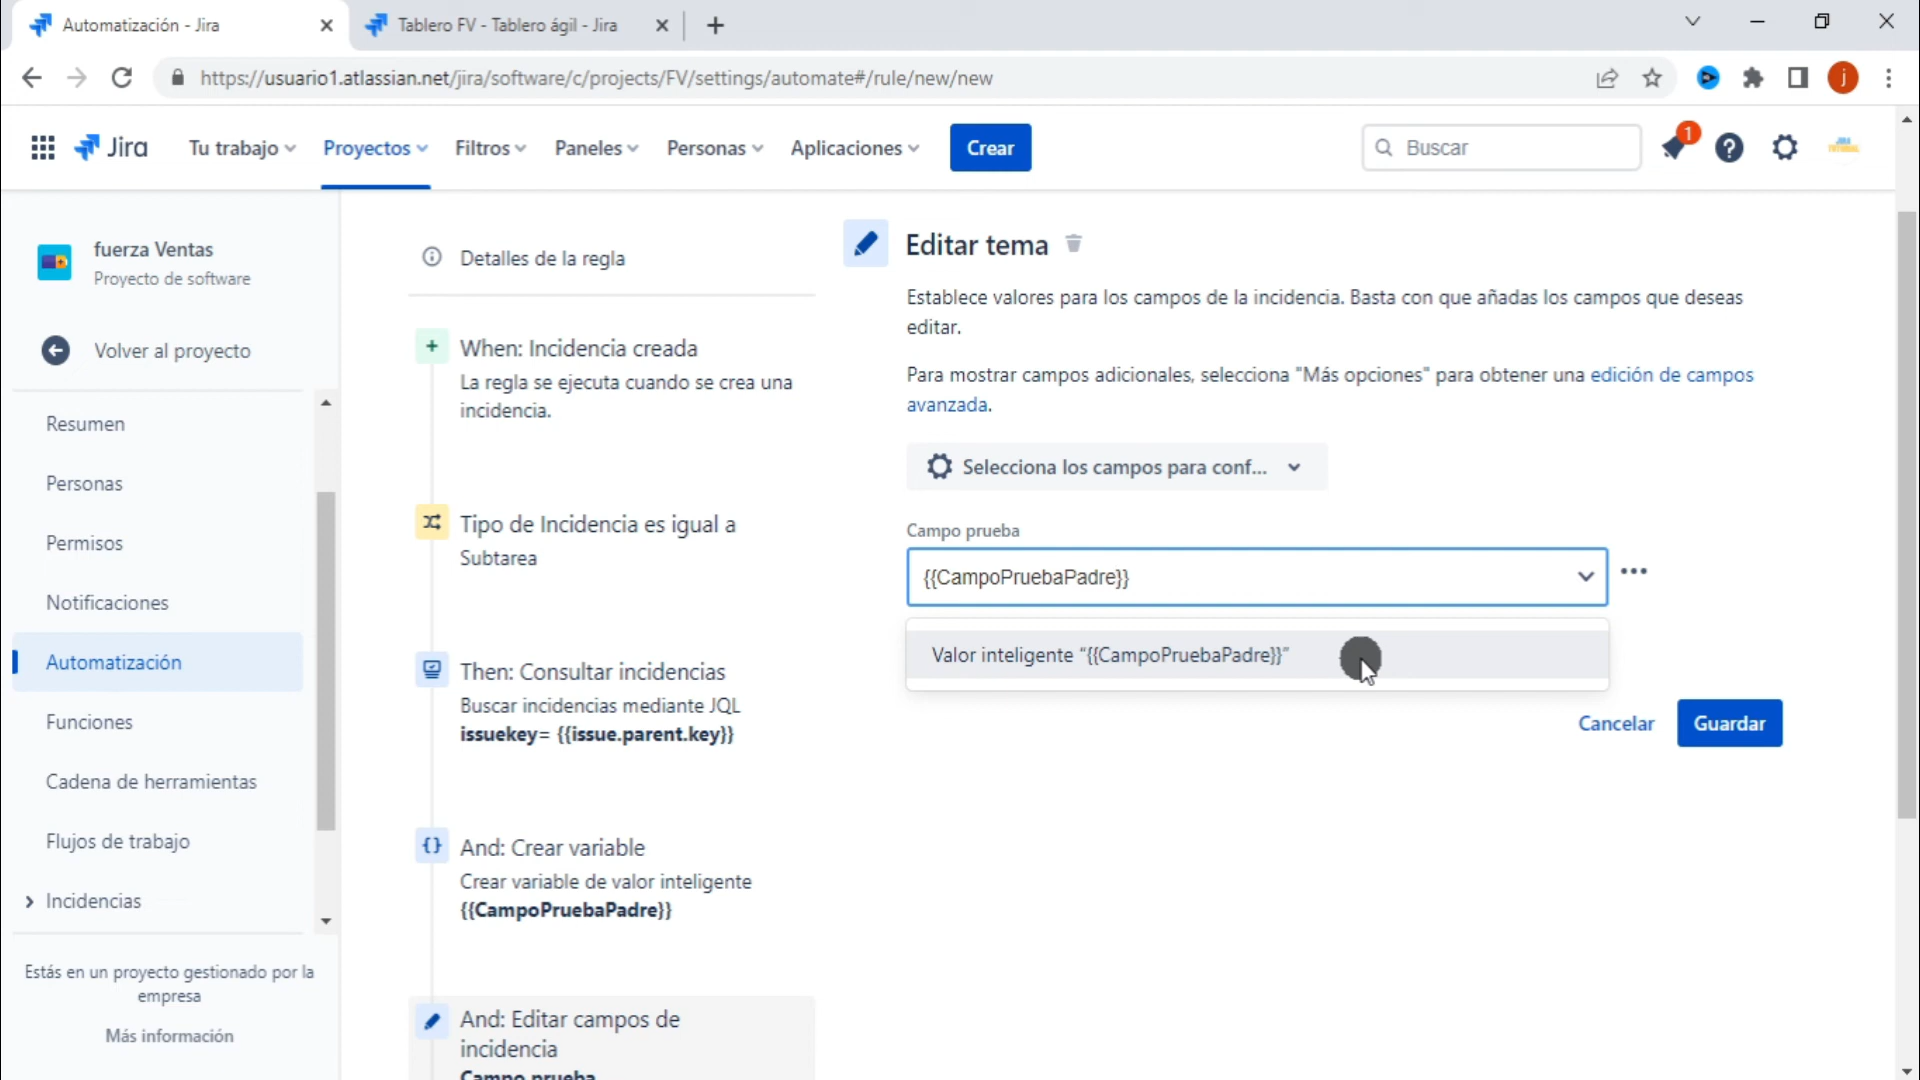 Automatización - Jira
Tablero FV - Tablero ágil - Jira
https://usuario1.atlassian.net/jira/software/c/projects/FV/settings/automate#/rule/new/new
j
Jira
Tu trabajo
Proyectos
Filtros
Paneles
Personas
Aplicaciones
Crear
Buscar
1
fuerza Ventas
Proyecto de software
Volver al proyecto
Resumen
Personas
Permisos
Notificaciones
Automatización
Funciones
Cadena de herramientas
Flujos de trabajo
Incidencias
Estás en un proyecto gestionado por la
empresa
Más información
Detalles de la regla
When: Incidencia creada
La regla se ejecuta cuando se crea una
incidencia.
Tipo de Incidencia es igual a
Subtarea
Then: Consultar incidencias
Buscar incidencias mediante JQL
issuekey= {{issue.parent.key}}
And: Crear variable
Crear variable de valor inteligente
{{CampoPruebaPadre}}
And: Editar campos de
incidencia
Campo prueba
Editar tema
Establece valores para los campos de la incidencia. Basta con que añadas los campos que deseas
editar.
Para mostrar campos adicionales, selecciona "Más opciones" para obtener una edición de campos
avanzada.
Selecciona los campos para conf...
Campo prueba
{{CampoPruebaPadre}}
Valor inteligente “{{CampoPruebaPadre}}”
Cancelar
Guardar